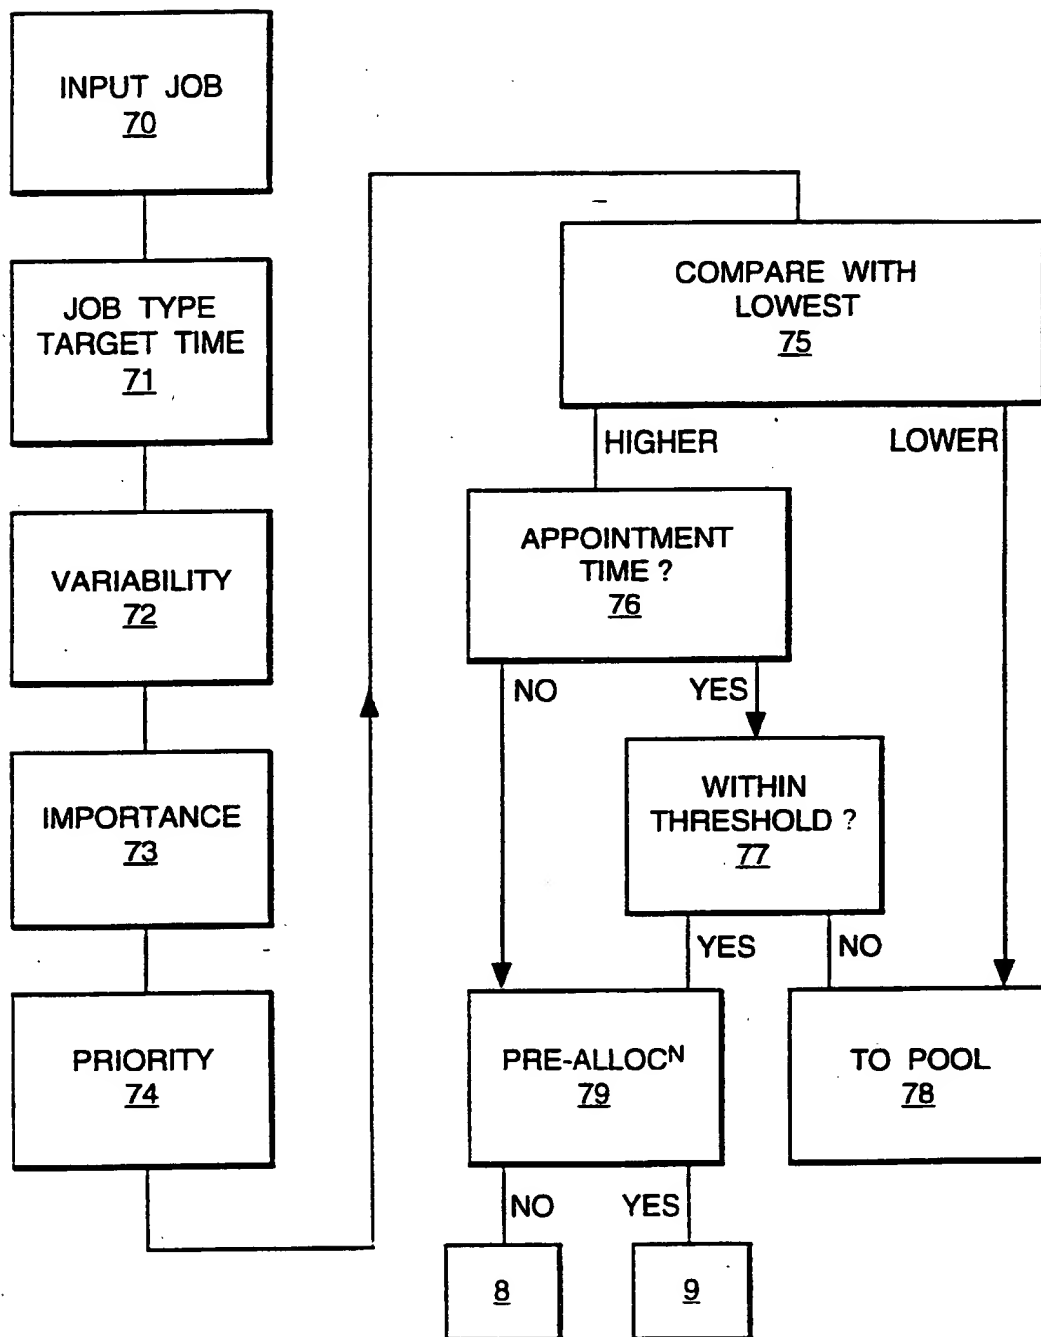 INPUT JOB
70
JOB TYPE
TARGET TIME
71
VARIABILITY
72
IMPORTANCE
73
PRIORITY
74
COMPARE WITH
LOWEST
75
HIGHER
LOWER
APPOINTMENT
TIME ?
76
NO
YES
WITHIN
THRESHOLD ?
77
YES
NO
PRE-ALLOCᴺ
79
TO POOL
78
NO
YES
8
9